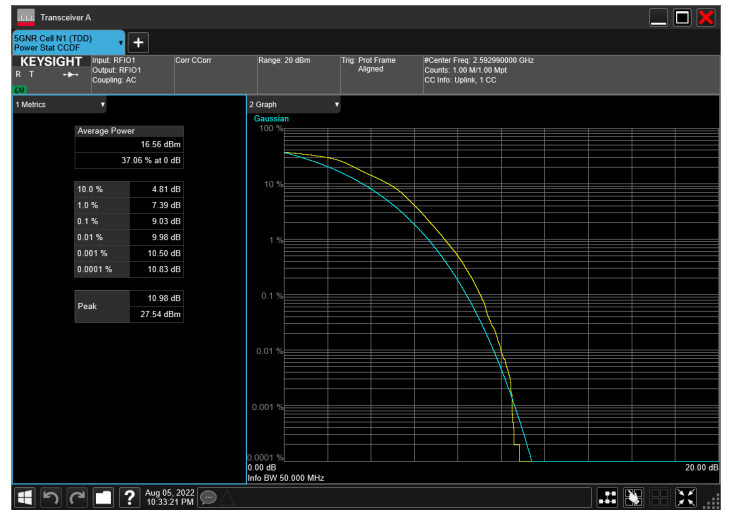 Transceiver A
5GNR Cell N1 (TDD)
Power Stat CCDF
KEYSIGHT
R T
LXI
Input: RFIO1
Output: RFIO1
Coupling: AC
Corr CCorr
Range: 20 dBm
Trig: Prot Frame
Aligned
#Center Freq: 2.592990000 GHz
Counts: 1.00 M/1.00 Mpt
CC Info: Uplink, 1 CC
1 Metrics
Average Power
16.56 dBm
37.06 % at 0 dB
10.0 % 4.81 dB
1.0 % 7.39 dB
0.1 % 9.03 dB
0.01 % 9.98 dB
0.001 % 10.50 dB
0.0001 % 10.83 dB
Peak
10.98 dB
27.54 dBm
2 Graph
Gaussian
100 %
10 %
1 %
0.1 %
0.01 %
0.001 %
0.0001 %
0.00 dB 20.00 dB
Info BW 50.000 MHz
?
Aug 05, 2022
10:33:21 PM